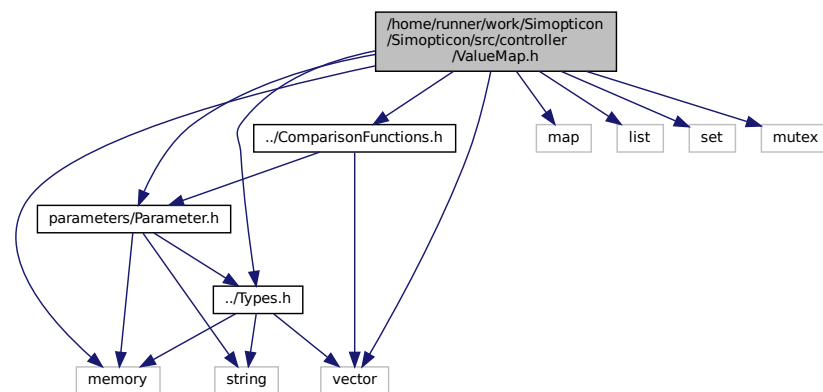 /home/runner/work/Simopticon
/Simopticon/src/controller
/ValueMap.h
../ComparisonFunctions.h
map
list
set
mutex
parameters/Parameter.h
../Types.h
memory
string
vector